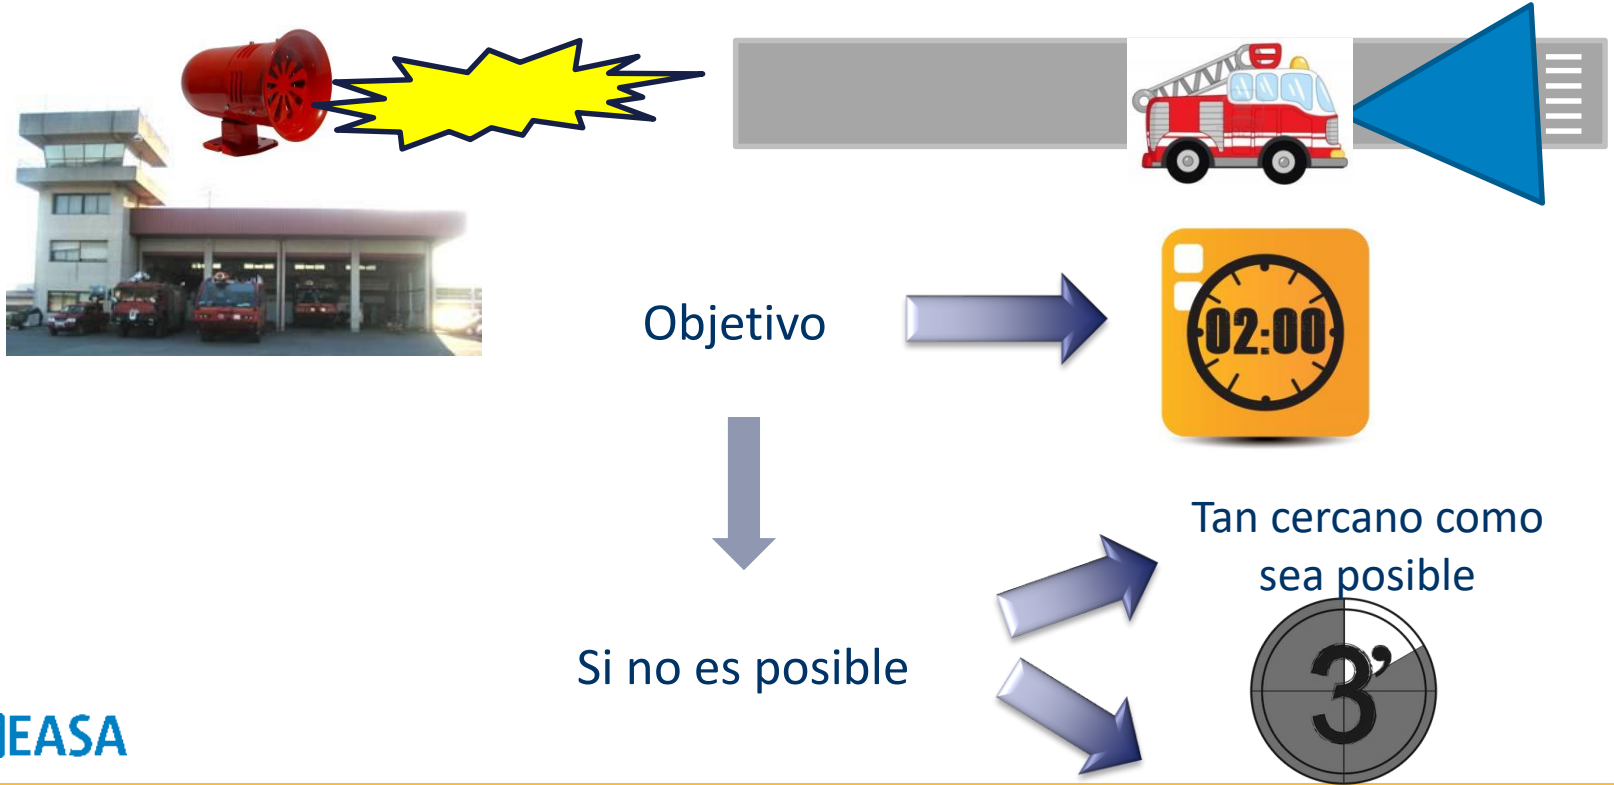 Objetivo
02:00
Tan cercano como
sea posible
Si no es posible
3’
EASA